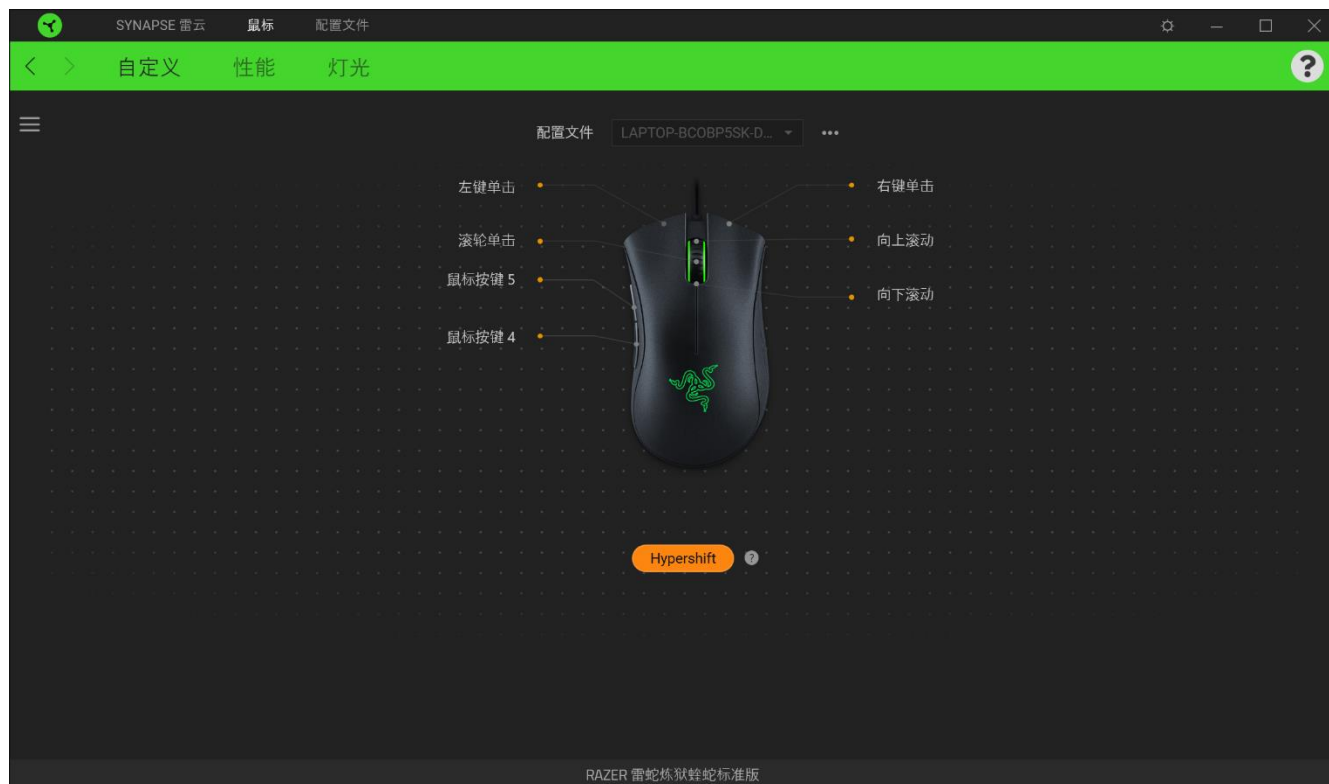 SYNAPSE 雷云 鼠标 配置文件
自定义 性能 灯光
?
配置文件 LAPTOP-BCOBP5SK-D...
左键单击
右键单击
滚轮单击
向上滚动
鼠标按键 5
向下滚动
鼠标按键 4
Hypershift ?
RAZER 雷蛇炼狱蝰蛇标准版